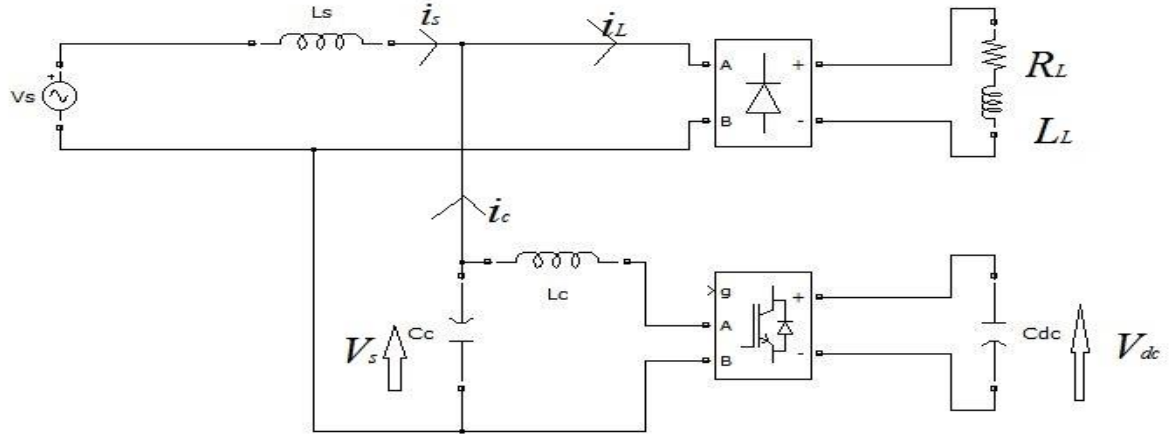 Ls
is
iL
Vs
+
A
B
+
-
RL
LL
ic
Lc
Vs
Cc
g
A
B
+
-
Cdc
Vdc